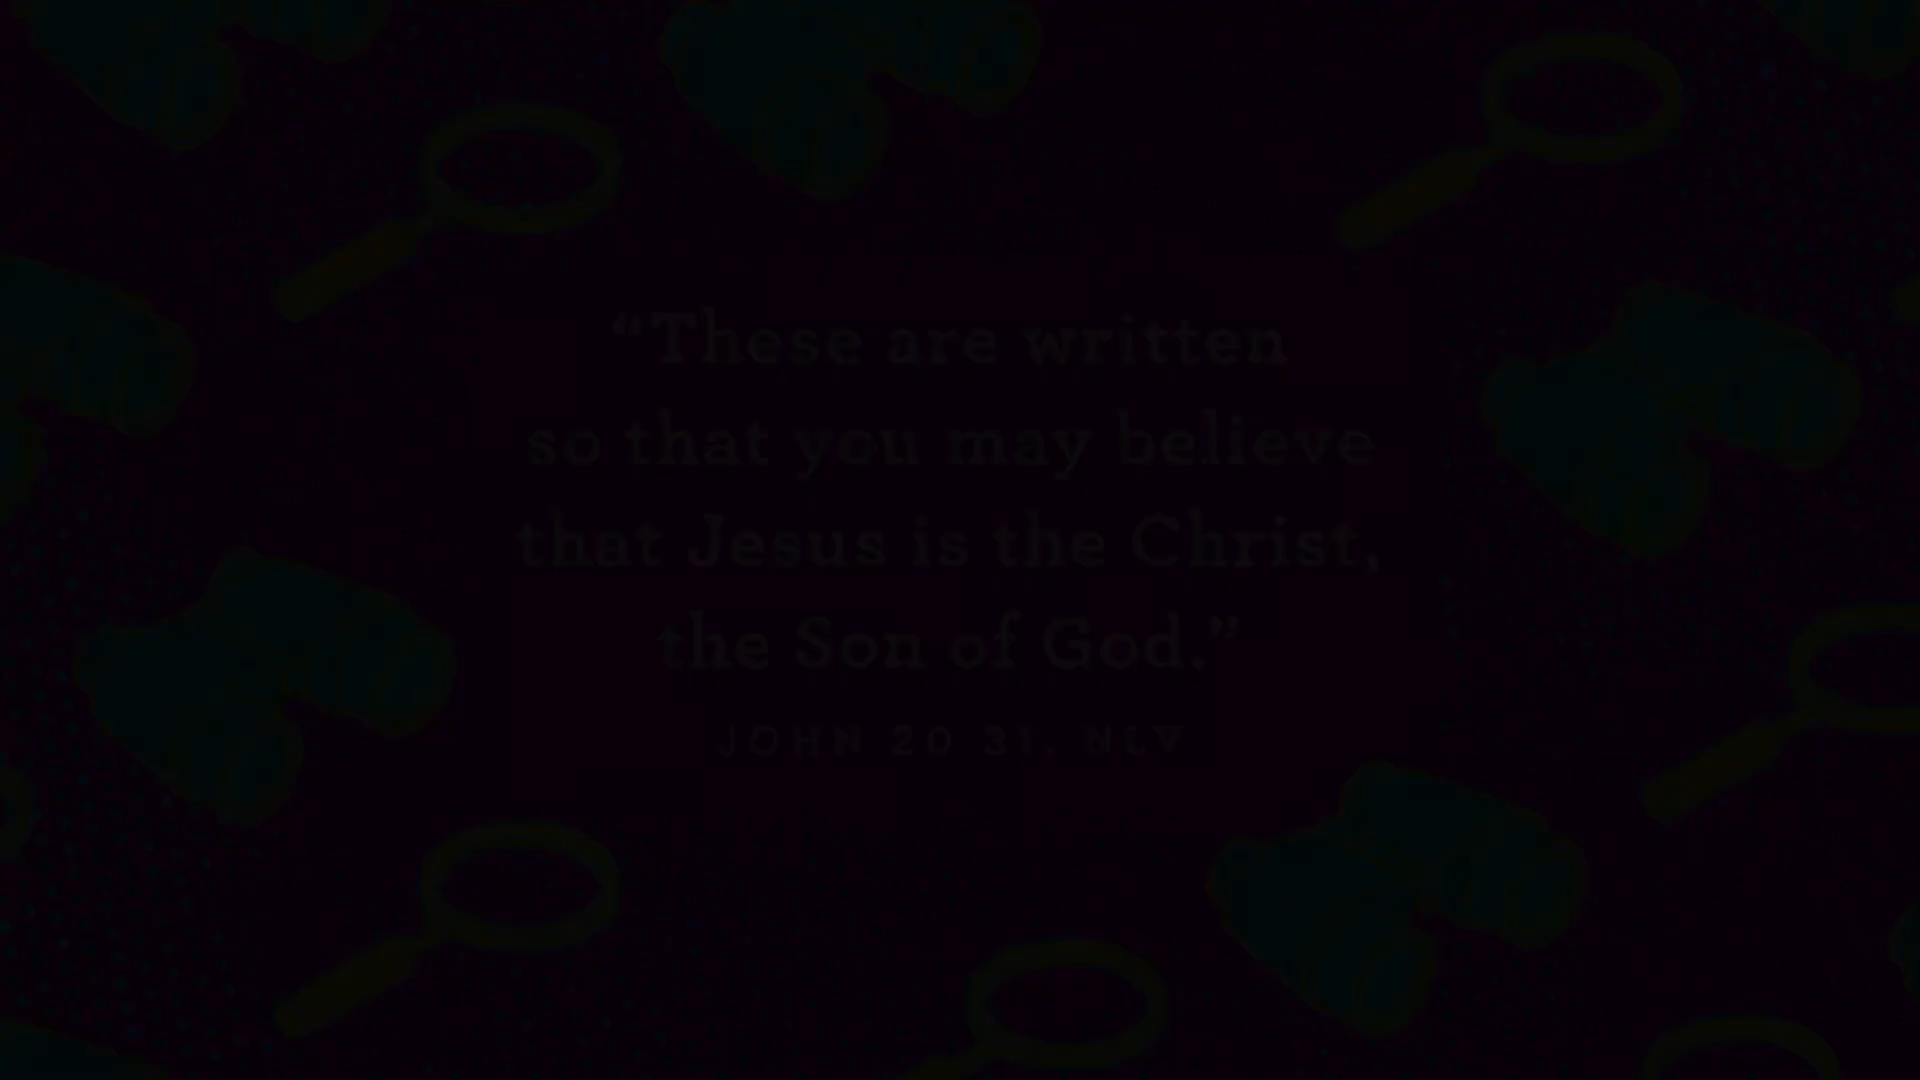 “These are written
so that you may believe
that Jesus is the Christ,
the Son of God.”
JOHN 20 31, NLV